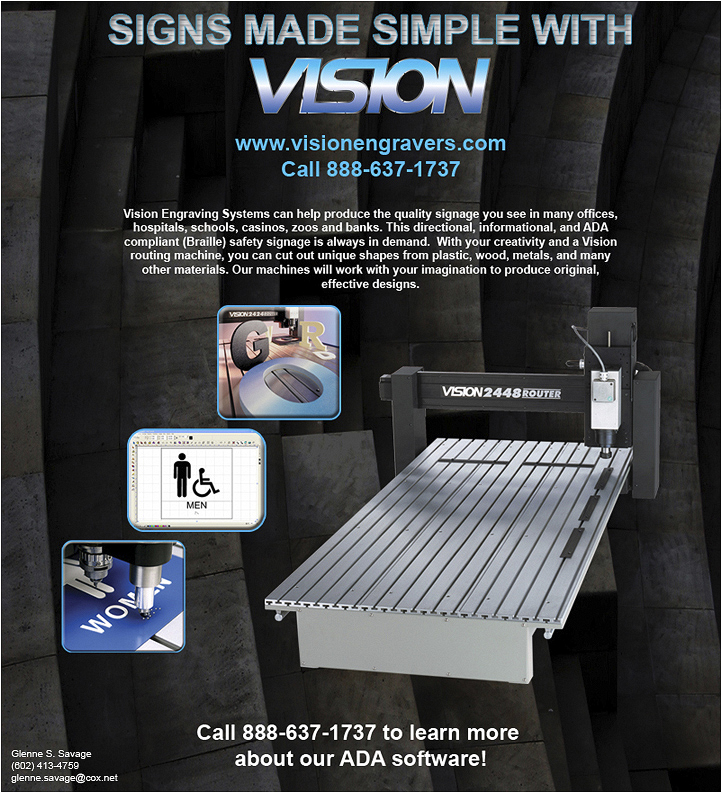 SIGNS MADE SIMPLE WITH
VISION
www.visionengravers.com
Call 888-637-1737
Vision Engraving Systems can help produce the quality signage you see in many offices,
hospitals, schools, casinos, zoos and banks. This directional, informational, and ADA
compliant (Braille) safety signage is always in demand.  With your creativity and a Vision
routing machine, you can cut out unique shapes from plastic, wood, metals, and many
other materials. Our machines will work with your imagination to produce original,
effective designs.
VISION 2424
G R
VISION 2448 ROUTER
MEN
WOMEN
Call 888-637-1737 to learn more
about our ADA software!
Glenne S. Savage
(602) 413-4759
glenne.savage@cox.net